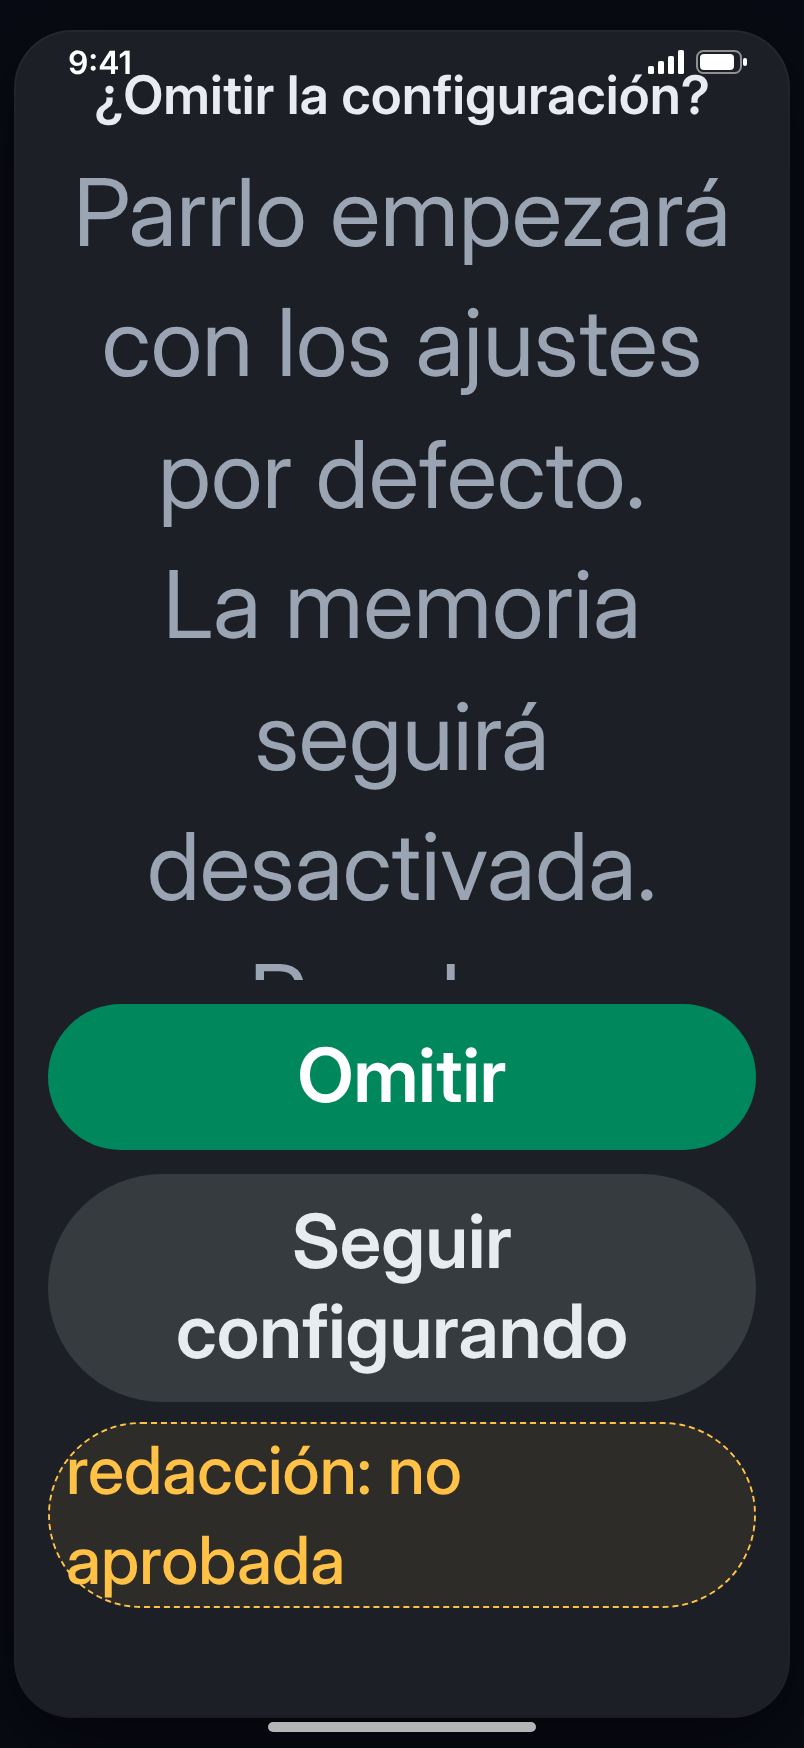 9:41
¿Omitir la configuración?
Parrlo empezará
con los ajustes
por defecto.
La memoria
seguirá
desactivada.
Omitir
Seguir
configurando
redacción: no
aprobada